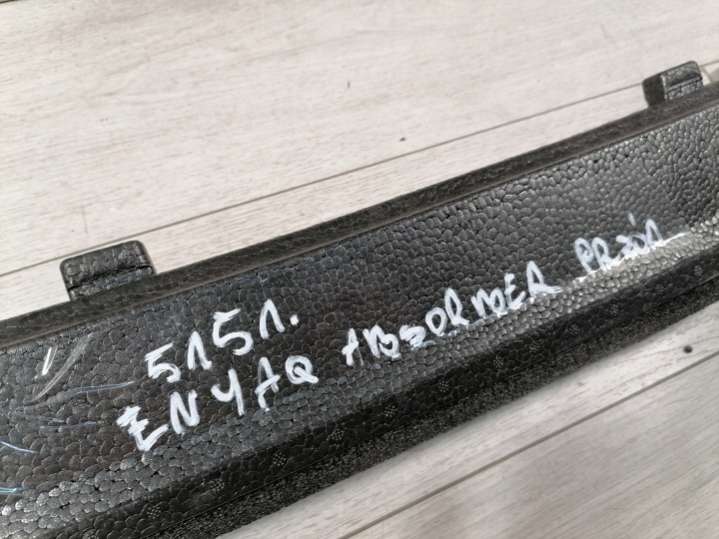 5151.
ENYAQ ABSORBER PRZÓD